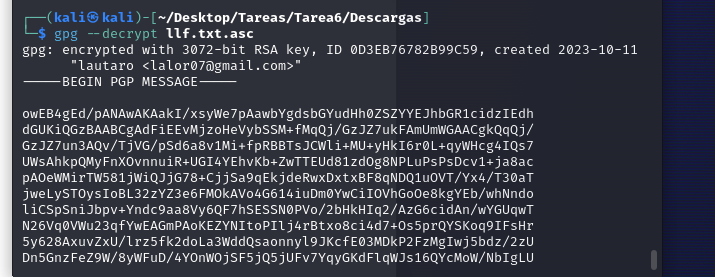 ┌──(kali㉿kali)-[~/Desktop/Tareas/Tarea6/Descargas]
└─$ gpg --decrypt llf.txt.asc
gpg: encrypted with 3072-bit RSA key, ID 0D3EB76782B99C59, created 2023-10-11
"lautaro <lalor07@gmail.com>"
-----BEGIN PGP MESSAGE-----
owEB4gEd/pANAwAKAakI/xsyWe7pAawbYgdsbGYudHh0ZSZYYEJhbGR1cidzIEdh
dGUKiQGzBAABCgAdFiEEvMjzoHeVybSSM+fMqQj/GzJZ7ukFAmUmWGAACgkQqQj/
GzJZ7un3AQv/TjVG/pSd6a8v1Mi+fpRBBTsJCWli+MU+yHkI6r0L+qyWHcg4IQs7
UWsAhkpQMyFnXOvnnuiR+UGI4YEhvKb+ZwTTEUd81zdOg8NPLuPsPsDcv1+ja8ac
pAOeWMirTW581jWiQJjG78+CjjSa9qEkjdeRwxDxtxBF8qNDQ1uOVT/Yx4/T30aT
jweLySTOysIoBL32zYZ3e6FMOkAVo4G614iuDm0YwCiIOVhGoOe8kgYEb/whNndo
liCSpSniJbpv+Yndc9aa8Vy6QF7hSESSN0PVo/2bHkHIq2/AzG6cidAn/wYGUqwT
N26Vq0VWu23qfYwEAGmPAoKEZYNItoPIlj4rBtxo8ci4d7+Os5prQYSKoq9IFsHr
5y628AxuvZxU/lrz5fk2doLa3WddQsaonnyl9JKcfE03MDkP2FzMgIwj5bdz/2zU
Dn5GnzFeZ9W/8yWFuD/4YOnWOjSF5jQ5jUFv7YqyGKdFlqWJs16QYcMoW/NbIgLU